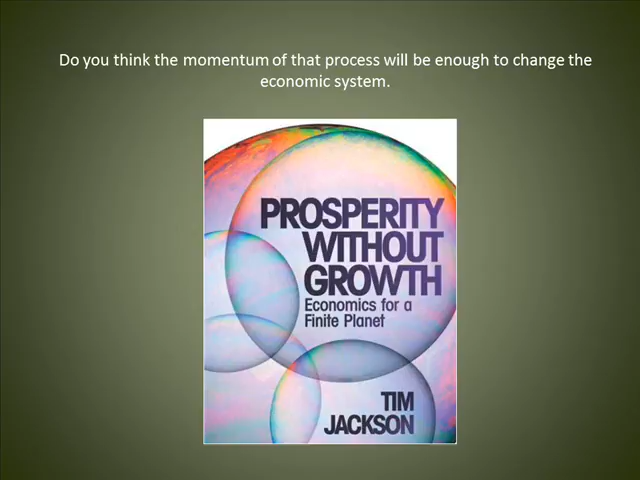 Do you think the momentum of that process will be enough to change the
economic system.
PROSPERITY
WITHOUT
GROWTH
Economics for a
Finite Planet
TIM
JACKSON